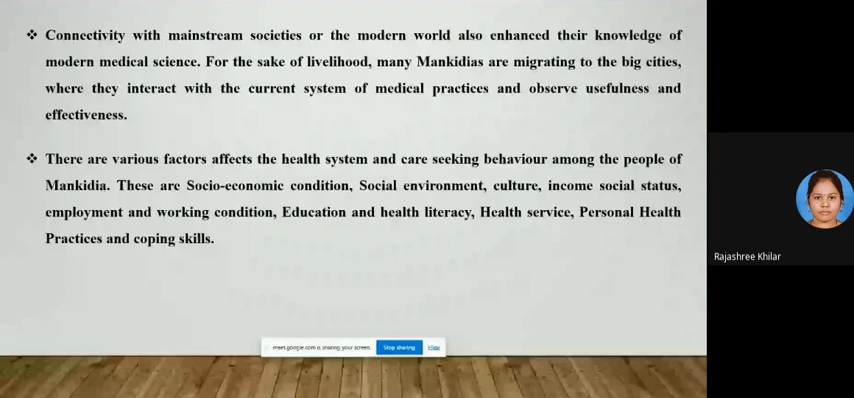 ❖ Connectivity with mainstream societies or the modern world also enhanced their knowledge of
modern medical science. For the sake of livelihood, many Mankidias are migrating to the big cities,
where they interact with the current system of medical practices and observe usefulness and
effectiveness.
❖ There are various factors affects the health system and care seeking behaviour among the people of
Mankidia. These are Socio-economic condition, Social environment, culture, income social status,
employment and working condition, Education and health literacy, Health service, Personal Health
Practices and coping skills.
Rajashree Khilar
meet.google.com is sharing your screen. Stop sharing Hide